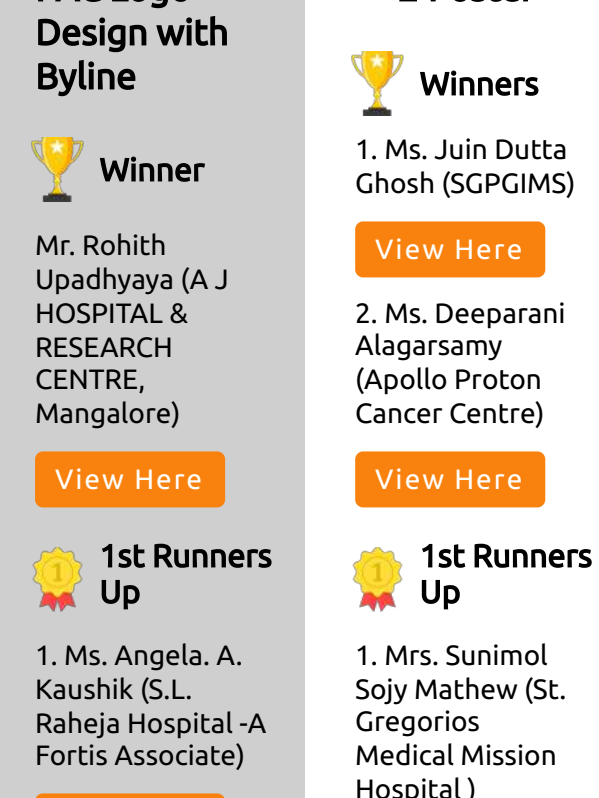 Design with
Byline
Winner
Mr. Rohith
Upadhyaya (A J
HOSPITAL &
RESEARCH
CENTRE,
Mangalore)
View Here
1st Runners
Up
1
1. Ms. Angela. A.
Kaushik (S.L.
Raheja Hospital -A
Fortis Associate)
Winners
1. Ms. Juin Dutta
Ghosh (SGPGIMS)
View Here
2. Ms. Deeparani
Alagarsamy
(Apollo Proton
Cancer Centre)
View Here
1st Runners
Up
1
1. Mrs. Sunimol
Sojy Mathew (St.
Gregorios
Medical Mission
Hospital )